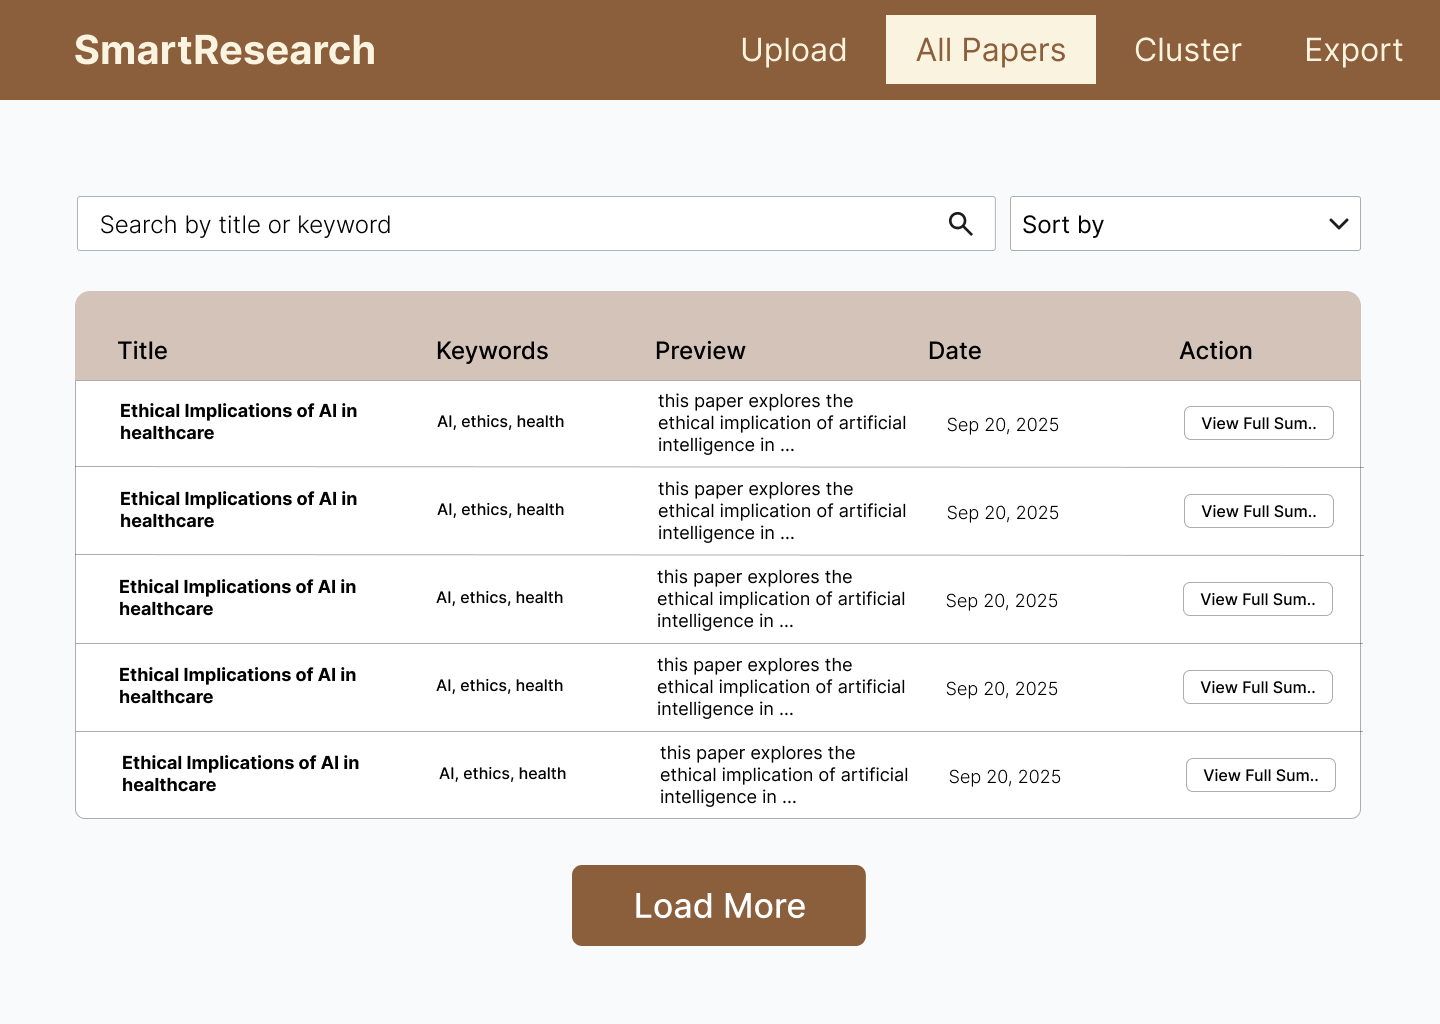 SmartResearch
Upload
All Papers
Cluster
Export
Search by title or keyword
Sort by
Title
Keywords
Preview
Date
Action
Ethical Implications of AI in
healthcare
AI, ethics, health
this paper explores the
ethical implication of artificial
intelligence in ...
Sep 20, 2025
View Full Sum..
Ethical Implications of AI in
healthcare
AI, ethics, health
this paper explores the
ethical implication of artificial
intelligence in ...
Sep 20, 2025
View Full Sum..
Ethical Implications of AI in
healthcare
AI, ethics, health
this paper explores the
ethical implication of artificial
intelligence in ...
Sep 20, 2025
View Full Sum..
Ethical Implications of AI in
healthcare
AI, ethics, health
this paper explores the
ethical implication of artificial
intelligence in ...
Sep 20, 2025
View Full Sum..
Ethical Implications of AI in
healthcare
AI, ethics, health
this paper explores the
ethical implication of artificial
intelligence in ...
Sep 20, 2025
View Full Sum..
Load More